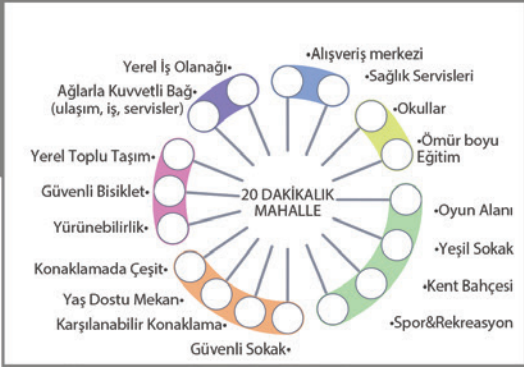 Yerel İş Olanağı•
Ağlarla Kuvvetli Bağ•
(ulaşım, iş, servisler)
Yerel Toplu Taşım•
Güvenli Bisiklet•
Yürünebilirlik•
Konaklamada Çeşit•
Yaş Dostu Mekan•
Karşılanabilir Konaklama•
Güvenli Sokak•
20 DAKİKALIK
MAHALLE
•Alışveriş merkezi
•Sağlık Servisleri
•Okullar
•Ömür boyu
Eğitim
•Oyun Alanı
•Yeşil Sokak
•Kent Bahçesi
•Spor&Rekreasyon